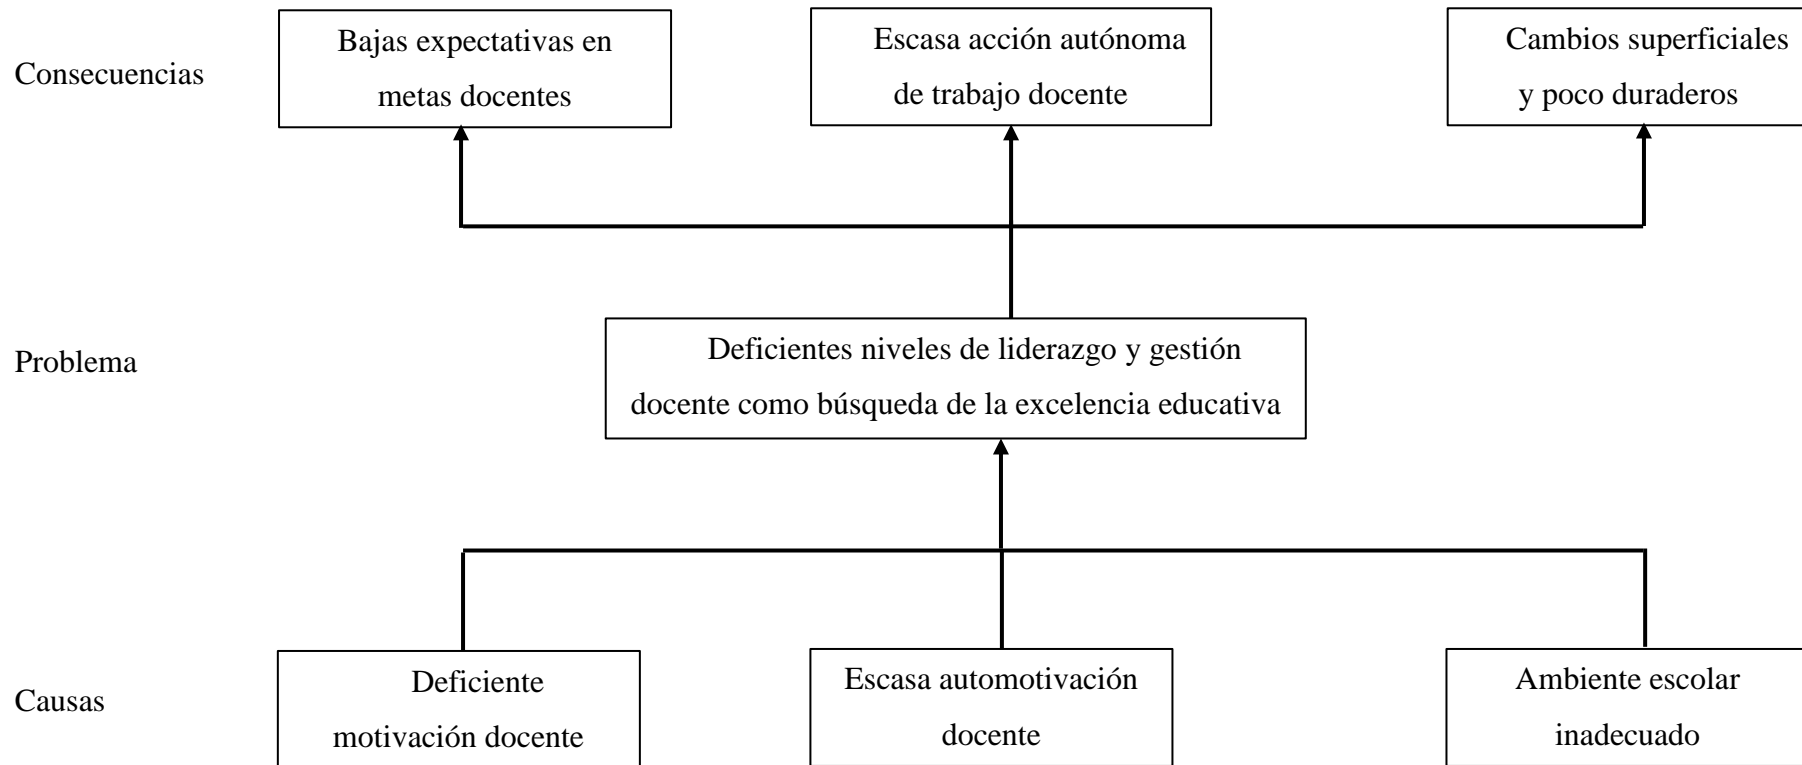 Consecuencias
Bajas expectativas en
metas docentes
Escasa acción autónoma
de trabajo docente
Cambios superficiales
y poco duraderos
Problema
Deficientes niveles de liderazgo y gestión
docente como búsqueda de la excelencia educativa
Causas
Deficiente
motivación docente
Escasa automotivación
docente
Ambiente escolar
inadecuado